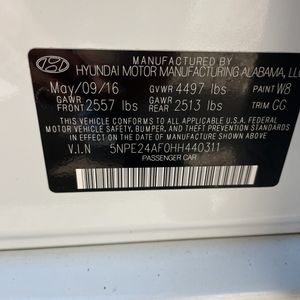 MANUFACTURED BY
HYUNDAI MOTOR MANUFACTURING ALABAMA, LL
May/09/16 GVWR 4497 lbs PAINT W8
GAWR FRONT 2557 lbs GAWR REAR 2513 lbs TRIM GG
THIS VEHICLE CONFORMS TO ALL APPLICABLE U.S.A. FEDERAL
MOTOR VEHICLE SAFETY, BUMPER, AND THEFT PREVENTION
STANDARDS IN EFFECT ON THE DATE OF MANUFACTURE SHOWN ABOVE.
V.I.N 5NPE24AF0HH440311
PASSENGER CAR